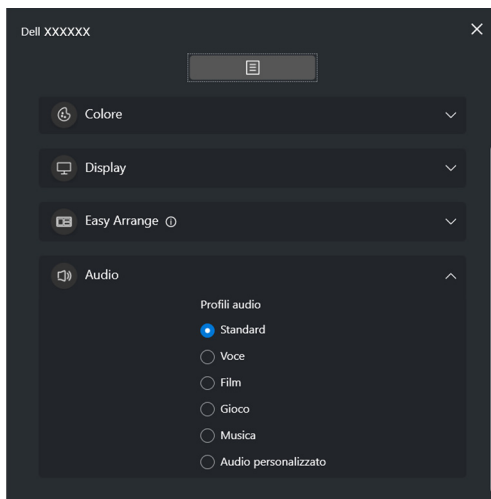 Dell XXXXXX
Colore
Display
Easy Arrange
Audio
Profili audio
Standard
Voce
Film
Gioco
Musica
Audio personalizzato